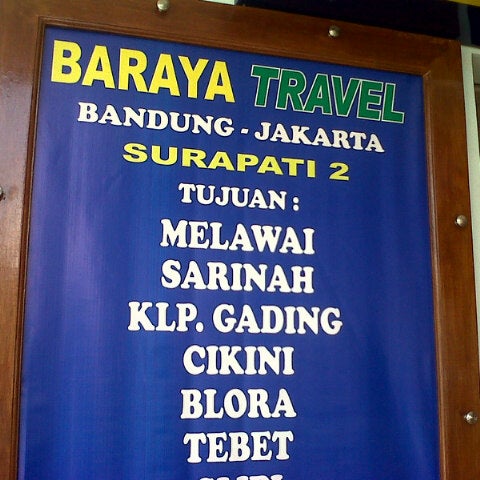 BARAYA TRAVEL
BANDUNG - JAKARTA
SURAPATI 2
TUJUAN :
MELAWAI
SARINAH
KLP. GADING
CIKINI
BLORA
TEBET